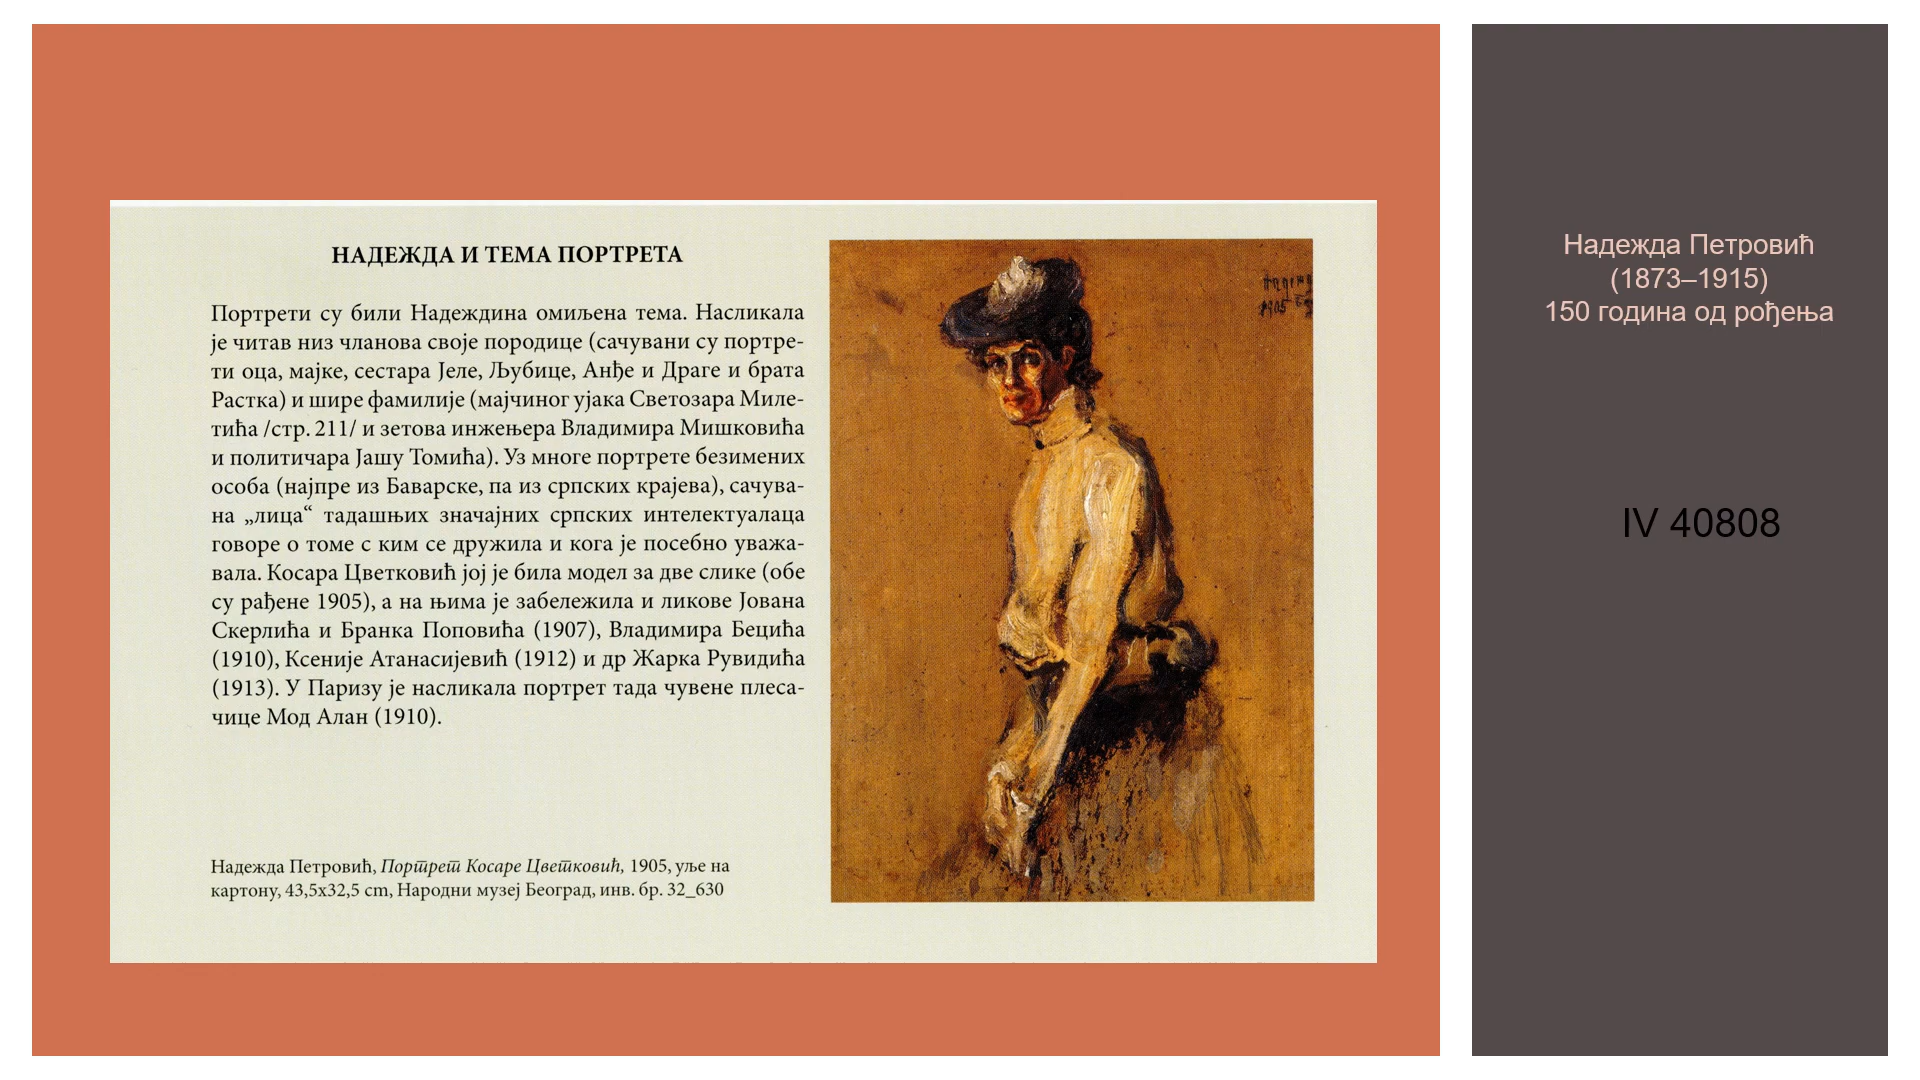 НАДЕЖДА И ТЕМА ПОРТРЕТА
Портрети су били Надеждина омиљена тема. Насликала
је читав низ чланова своје породице (сачувани су портре-
ти оца, мајке, сестара Јеле, Љубице, Анђе и Драге и брата
Растка) и шире фамилије (мајчиног ујака Светозара Миле-
тића /стр. 211/ и зетова инжењера Владимира Мишковића
и политичара Јашу Томића). Уз многе портрете безимених
особа (најпре из Баварске, па из српских крајева), сачува-
на „лица“ тадашњих значајних српских интелектуалаца
говоре о томе с ким се дружила и кога је посебно уважа-
вала. Косара Цветковић јој је била модел за две слике (обе
су рађене 1905), а на њима је забележила и ликове Јована
Скерлића и Бранка Поповића (1907), Владимира Бецића
(1910), Ксеније Атанасијевић (1912) и др Жарка Рувидића
(1913). У Паризу је насликала портрет тада чувене плеса-
чице Мод Алан (1910).
Надежда Петровић, Портрет Косаре Цветковић, 1905, уље на
картону, 43,5x32,5 cm, Народни музеј Београд, инв. бр. 32_630
1905
Надежда Петровић
(1873–1915)
150 година од рођења
IV 40808